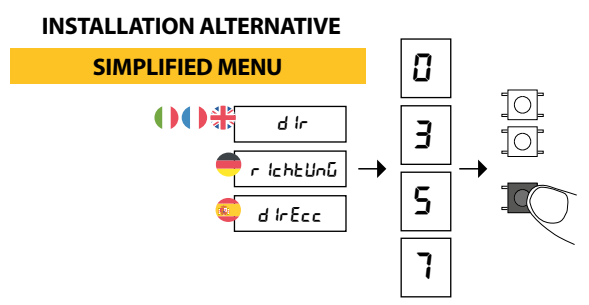 INSTALLATION ALTERNATIVE
SIMPLIFIED MENU
dIr
rIchtUnG
dIrEcc
0
3
5
7